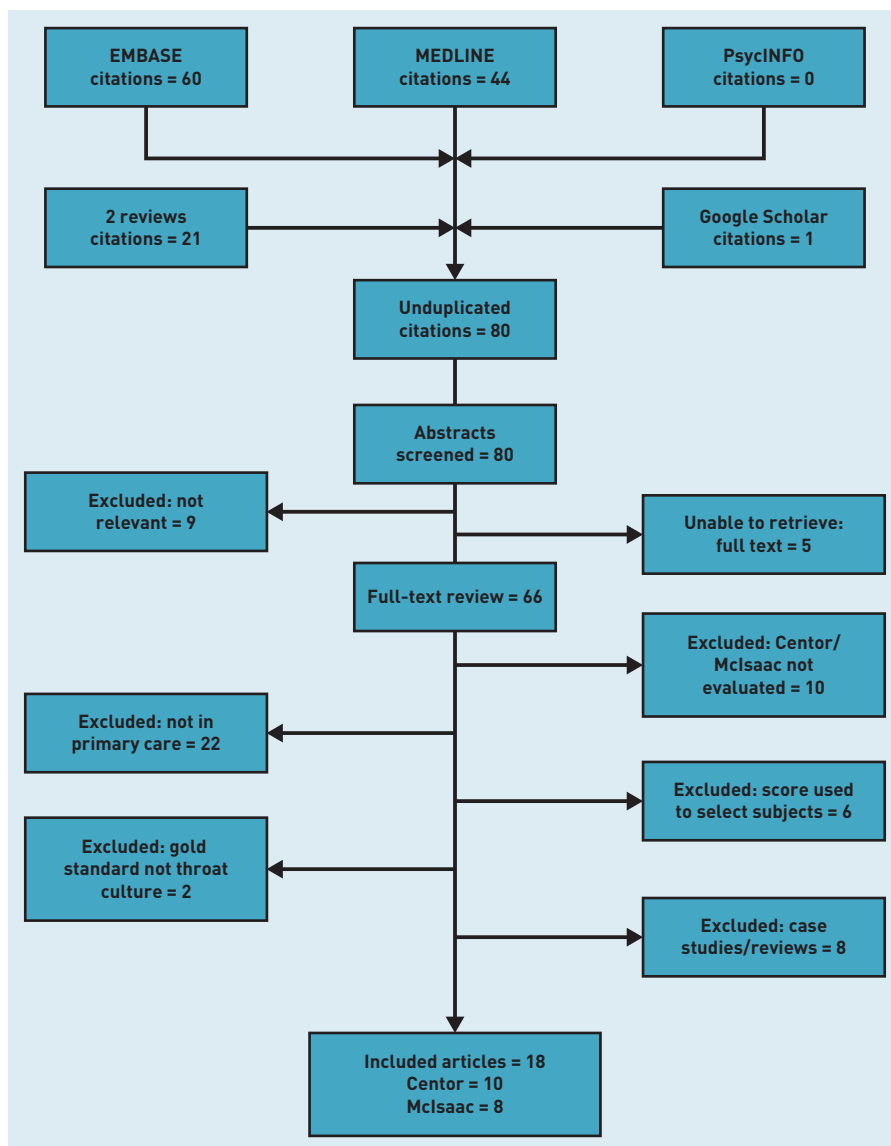 EMBASE
citations = 60
MEDLINE
citations = 44
PsycINFO
citations = 0
2 reviews
citations = 21
Google Scholar
citations = 1
Unduplicated
citations = 80
Abstracts
screened = 80
Excluded: not
relevant = 9
Unable to retrieve:
full text = 5
Full-text review = 66
Excluded: Centor/
McIsaac not
evaluated = 10
Excluded: not in
primary care = 22
Excluded: score used
to select subjects = 6
Excluded: gold
standard not throat
culture = 2
Excluded: case
studies/reviews = 8
Included articles = 18
Centor = 10
McIsaac = 8